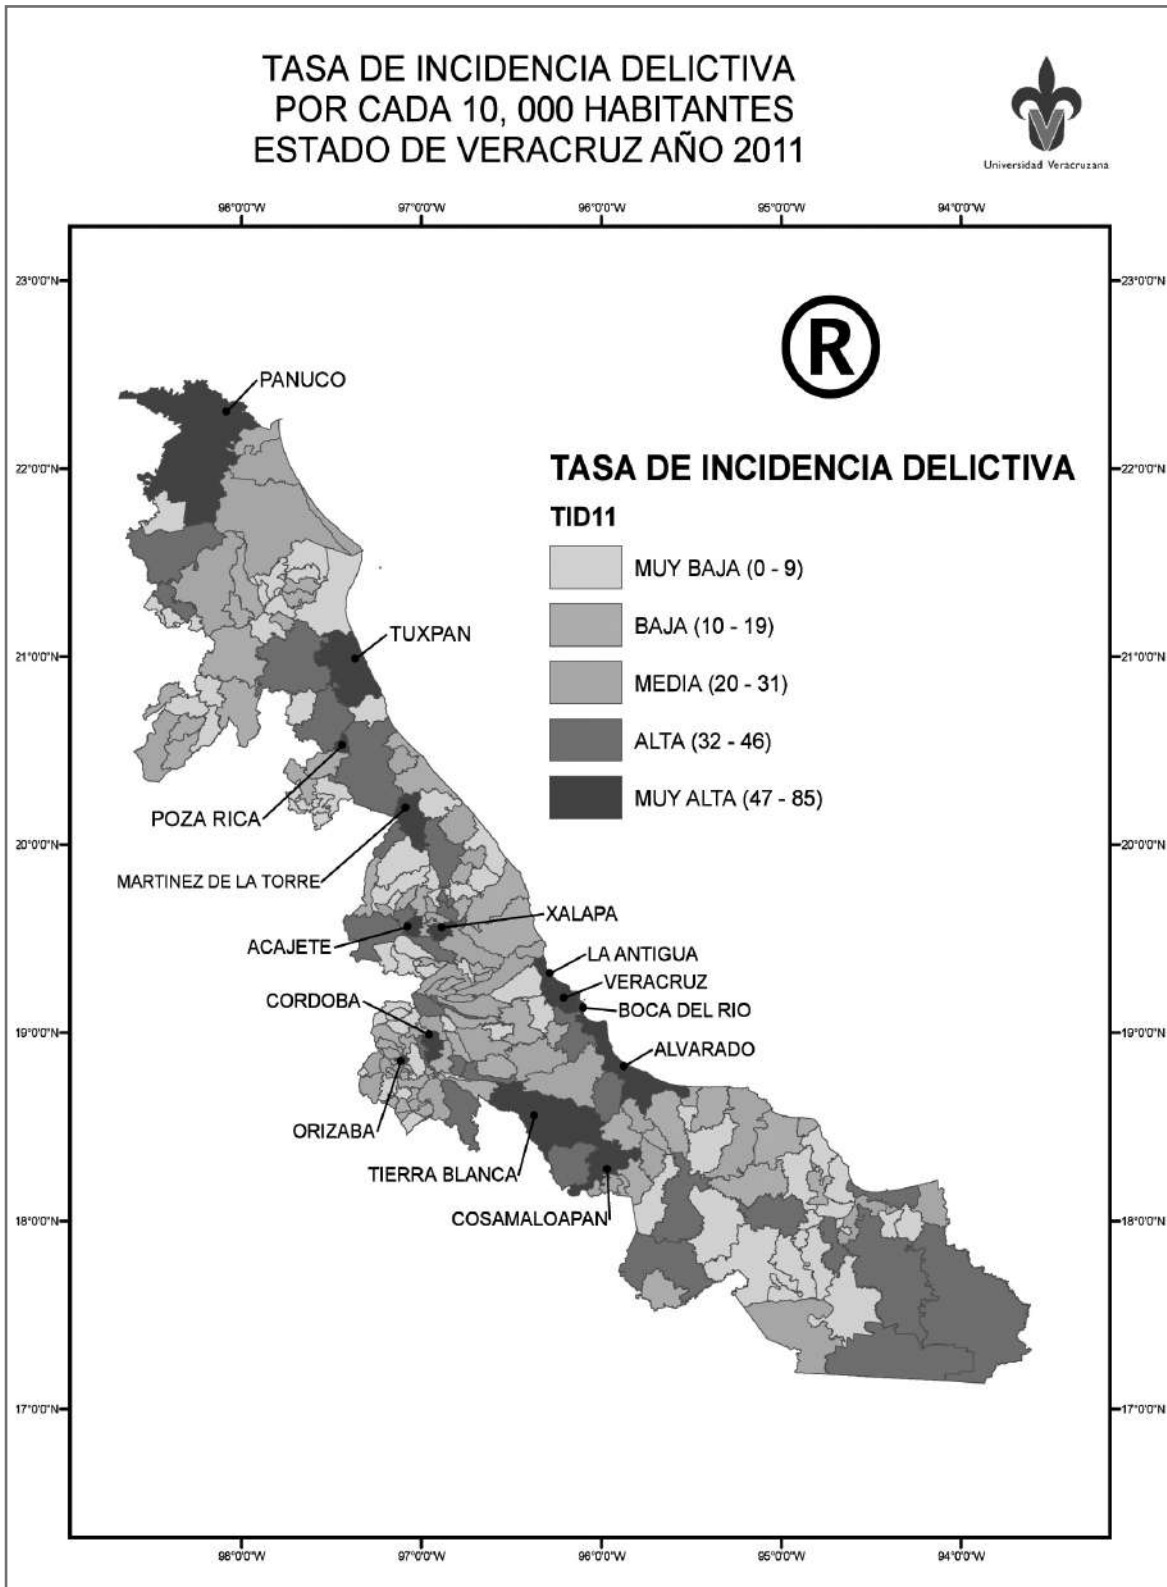 TASA DE INCIDENCIA DELICTIVA
POR CADA 10, 000 HABITANTES
ESTADO DE VERACRUZ AÑO 2011
Universidad Veracruzana
98°0'0"W 97°0'0"W 96°0'0"W 95°0'0"W 94°0'0"W
23°0'0"N 23°0'0"N
®
PANUCO
22°0'0"N 22°0'0"N
TASA DE INCIDENCIA DELICTIVA
TID11
MUY BAJA (0 - 9)
BAJA (10 - 19)
TUXPAN
21°0'0"N 21°0'0"N
MEDIA (20 - 31)
ALTA (32 - 46)
MUY ALTA (47 - 85)
POZA RICA
20°0'0"N 20°0'0"N
MARTINEZ DE LA TORRE
XALAPA
ACAJETE
LA ANTIGUA
VERACRUZ
CORDOBA
BOCA DEL RIO
19°0'0"N 19°0'0"N
ALVARADO
ORIZABA
TIERRA BLANCA
COSAMALOAPAN
18°0'0"N 18°0'0"N
17°0'0"N 17°0'0"N
98°0'0"W 97°0'0"W 96°0'0"W 95°0'0"W 94°0'0"W